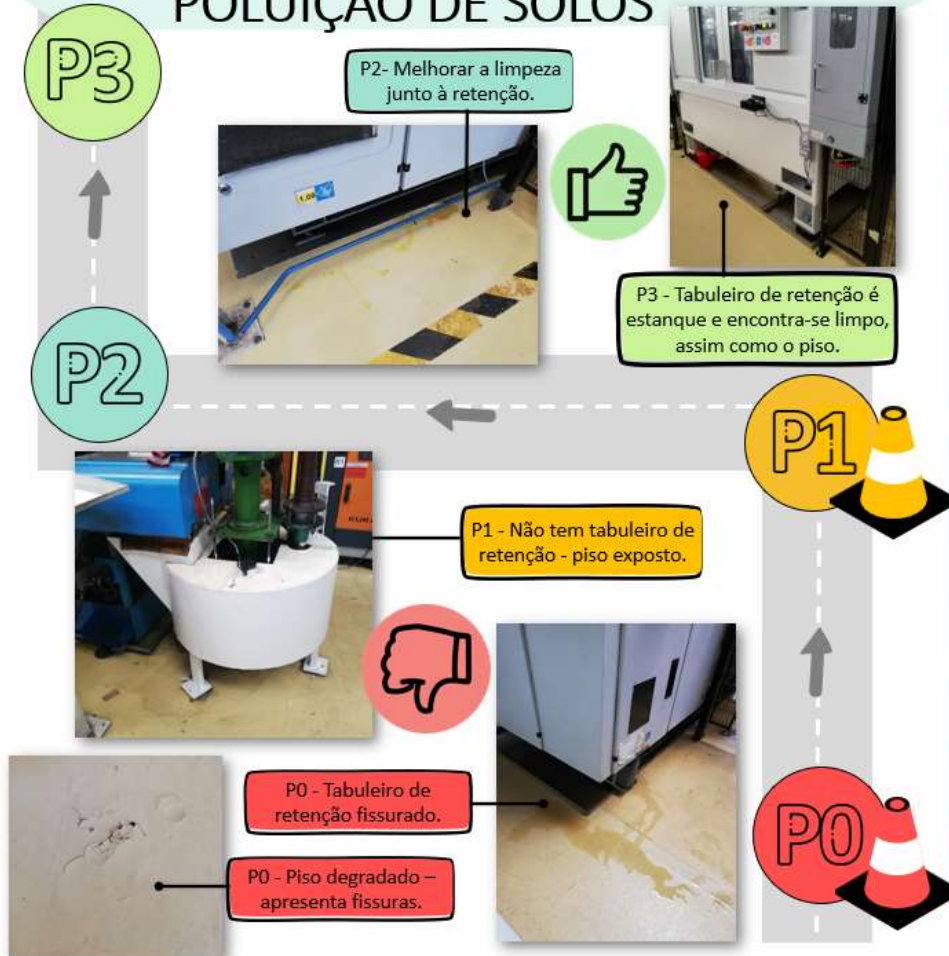 POLUIÇÃO DE SOLOS
P3
P2- Melhorar a limpeza
junto à retenção.
P3 - Tabuleiro de retenção é
estanque e encontra-se limpo,
assim como o piso.
P2
P1
P1 - Não tem tabuleiro de
retenção - piso exposto.
P0 - Tabuleiro de
retenção fissurado.
P0
P0 - Piso degradado –
apresenta fissuras.